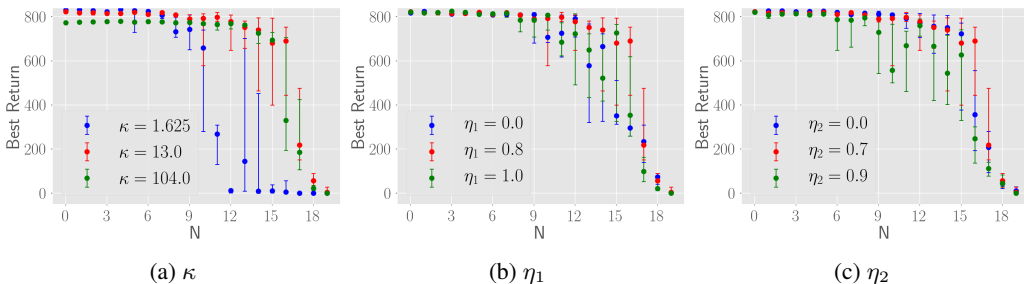 800
600
400
200
0
Best Return
κ = 1.625
κ = 13.0
κ = 104.0
0 3 6 9 12 15 18
N
(a) κ
800
600
400
200
0
Best Return
η1 = 0.0
η1 = 0.8
η1 = 1.0
0 3 6 9 12 15 18
N
(b) η1
800
600
400
200
0
Best Return
η2 = 0.0
η2 = 0.7
η2 = 0.9
0 3 6 9 12 15 18
N
(c) η2